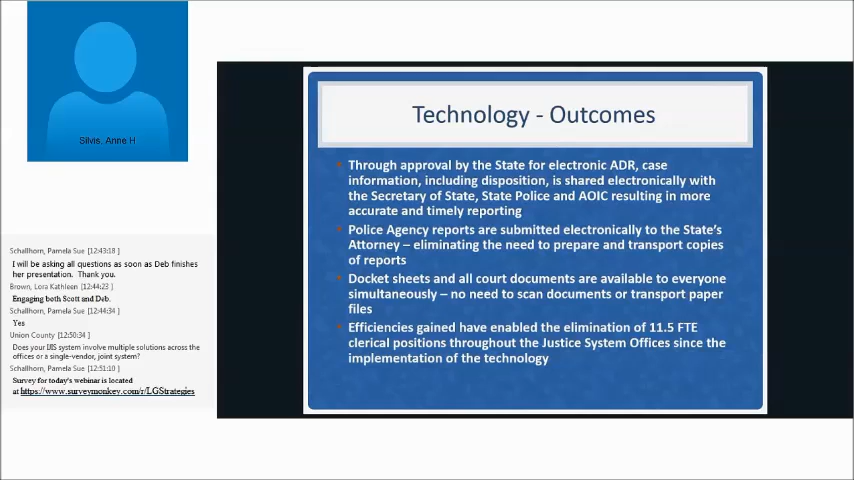 Silvis, Anne H
Schallhorn, Pamela Sue [12:43:18 ]
I will be asking all questions as soon as Deb finishes
her presentation.  Thank you.
Brown, Lora Kathleen [12:44:23 ]
Engaging both Scott and Deb.
Schallhorn, Pamela Sue [12:44:34 ]
Yes
Union County [12:50:34 ]
Does your IJIS system involve multiple solutions across the
offices or a single-vendor, joint system?
Schallhorn, Pamela Sue [12:51:10 ]
Survey for today's webinar is located
at https://www.surveymonkey.com/r/LGStrategies
Technology - Outcomes
Through approval by the State for electronic ADR, case
information, including disposition, is shared electronically with
the Secretary of State, State Police and AOIC resulting in more
accurate and timely reporting
Police Agency reports are submitted electronically to the State's
Attorney – eliminating the need to prepare and transport copies
of reports
Docket sheets and all court documents are available to everyone
simultaneously – no need to scan documents or transport paper
files
Efficiencies gained have enabled the elimination of 11.5 FTE
clerical positions throughout the Justice System Offices since the
implementation of the technology